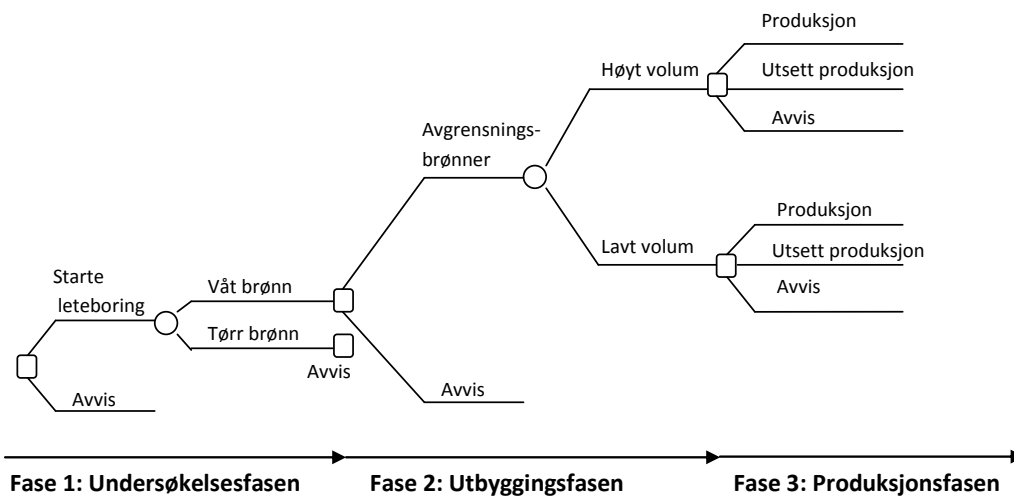 Produksjon
Høyt volum
Utsett produksjon
Avvis
Avgrensnings-
brønner
Produksjon
Lavt volum
Utsett produksjon
Avvis
Starte
leteboring
Våt brønn
Tørr brønn
Avvis
Avvis
Avvis
Fase 1: Undersøkelsesfasen
Fase 2: Utbyggingsfasen
Fase 3: Produksjonsfasen